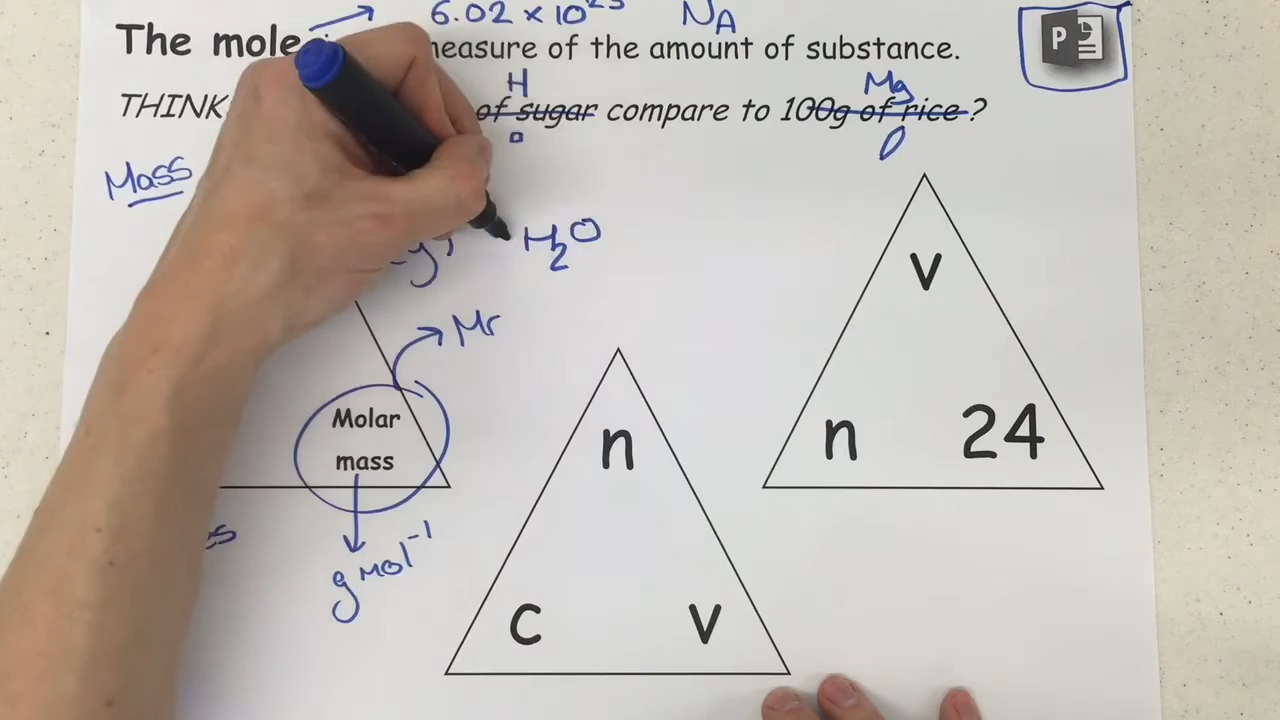 6.02 × 10²³ NA
The mole measure of the amount of substance.
H Mg
THINK of sugar compare to 100g of rice?
Mass
H₂O
Mr
Molar
mass
g mol⁻¹
n
c v
v
n 24
P